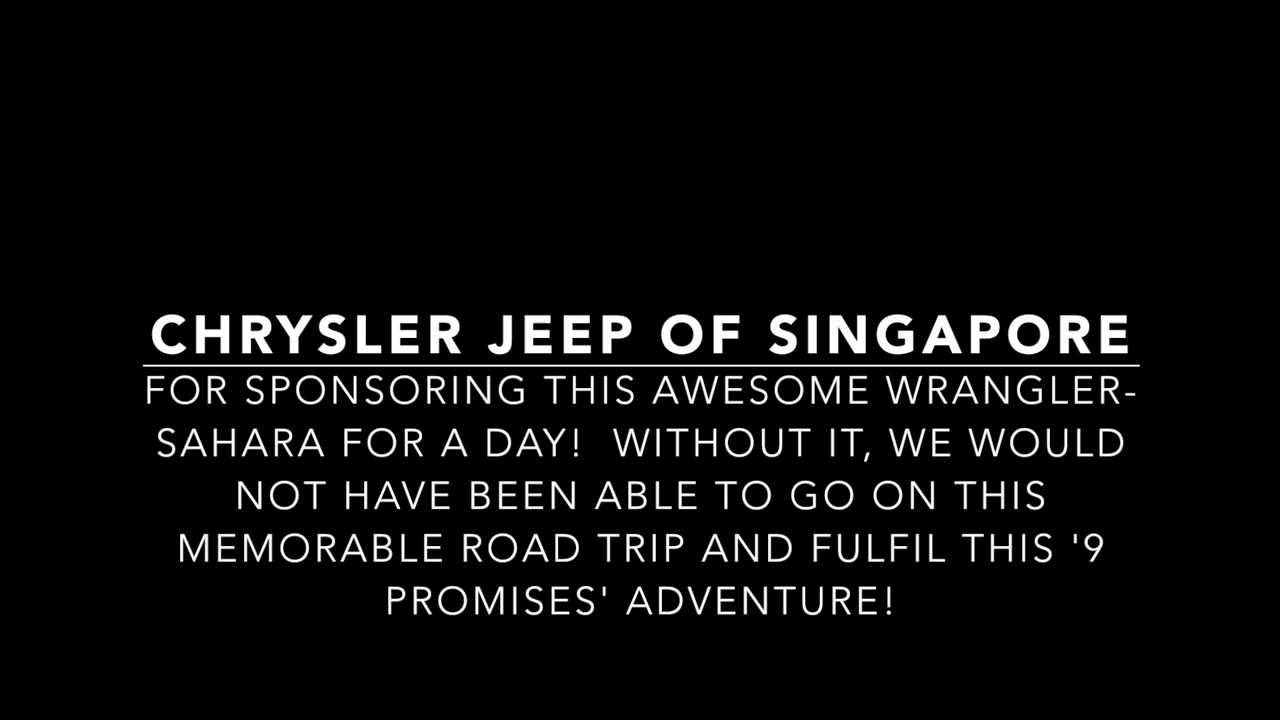 CHRYSLER JEEP OF SINGAPORE
FOR SPONSORING THIS AWESOME WRANGLER-
SAHARA FOR A DAY!  WITHOUT IT, WE WOULD
NOT HAVE BEEN ABLE TO GO ON THIS
MEMORABLE ROAD TRIP AND FULFIL THIS '9
PROMISES' ADVENTURE!